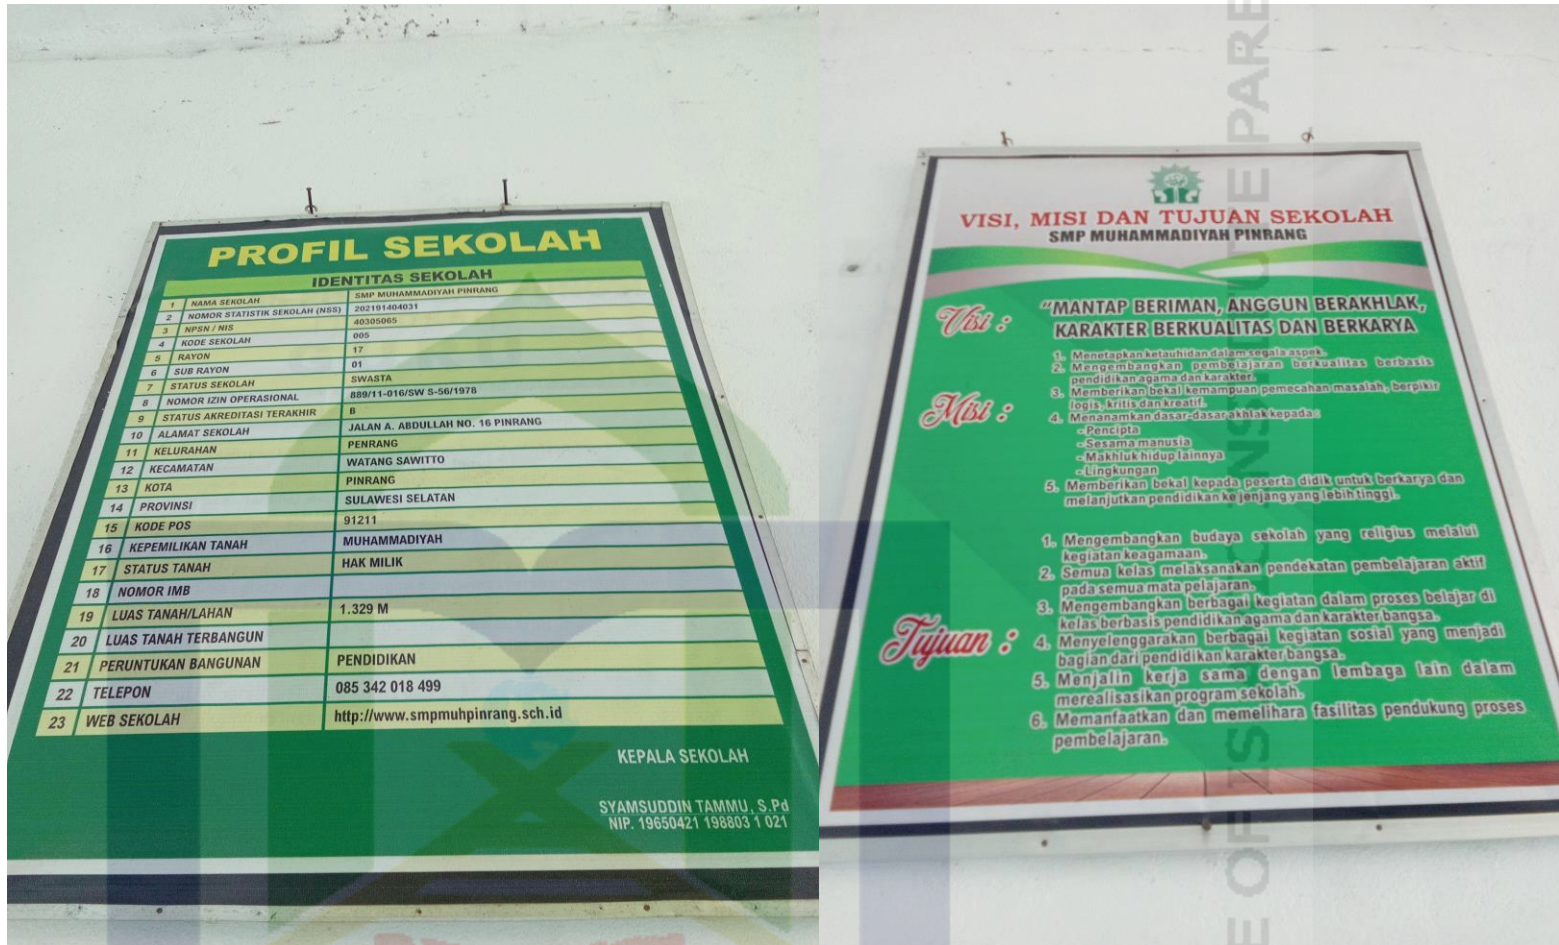 PROFIL SEKOLAH
IDENTITAS SEKOLAH
1 NAMA SEKOLAH SMP MUHAMMADIYAH PINRANG
2 NOMOR STATISTIK SEKOLAH (NSS) 202191404031
3 NPSN / NIS 40305065
4 KODE SEKOLAH 005
5 RAYON 17
6 SUB RAYON 01
7 STATUS SEKOLAH SWASTA
8 NOMOR IZIN OPERASIONAL 889/11-016/SW S-56/1978
9 STATUS AKREDITASI TERAKHIR B
10 ALAMAT SEKOLAH JALAN A. ABDULLAH NO. 16 PINRANG
11 KELURAHAN PENRANG
12 KECAMATAN WATANG SAWITTO
13 KOTA PINRANG
14 PROVINSI SULAWESI SELATAN
15 KODE POS 91211
16 KEPEMILIKAN TANAH MUHAMMADIYAH
17 STATUS TANAH HAK MILIK
18 NOMOR IMB
19 LUAS TANAH/LAHAN 1.329 M
20 LUAS TANAH TERBANGUN
21 PERUNTUKAN BANGUNAN PENDIDIKAN
22 TELEPON 085 342 018 499
23 WEB SEKOLAH http://www.smpmuhpinrang.sch.id
KEPALA SEKOLAH
SYAMSUDDIN TAMMU, S.Pd
NIP. 19650421 198803 1 021
VISI, MISI DAN TUJUAN SEKOLAH
SMP MUHAMMADIYAH PINRANG
Visi : "MANTAP BERIMAN, ANGGUN BERAKHLAK,
KARAKTER BERKUALITAS DAN BERKARYA
Misi :
1. Menetapkan ketauhidan dalam segala aspek.
2. Mengembangkan pembelajaran berkualitas berbasis
pendidikan agama dan karakter.
3. Memberikan bekal kemampuan pemecahan masalah, berpikir
logis, kritis dan kreatif.
4. Menanamkan dasar-dasar akhlak kepada :
- Pencipta
- Sesama manusia
- Makhluk hidup lainnya
- Lingkungan
5. Memberikan bekal kepada peserta didik untuk berkarya dan
melanjutkan pendidikan ke jenjang yang lebih tinggi.
Tujuan :
1. Mengembangkan budaya sekolah yang religius melalui
kegiatan keagamaan.
2. Semua kelas melaksanakan pendekatan pembelajaran aktif
pada semua mata pelajaran.
3. Mengembangkan berbagai kegiatan dalam proses belajar di
kelas berbasis pendidikan agama dan karakter bangsa.
4. Menyelenggarakan berbagai kegiatan sosial yang menjadi
bagian dari pendidikan karakter bangsa.
5. Menjalin kerja sama dengan lembaga lain dalam
merealisasikan program sekolah.
6. Memanfaatkan dan memelihara fasilitas pendukung proses
pembelajaran.